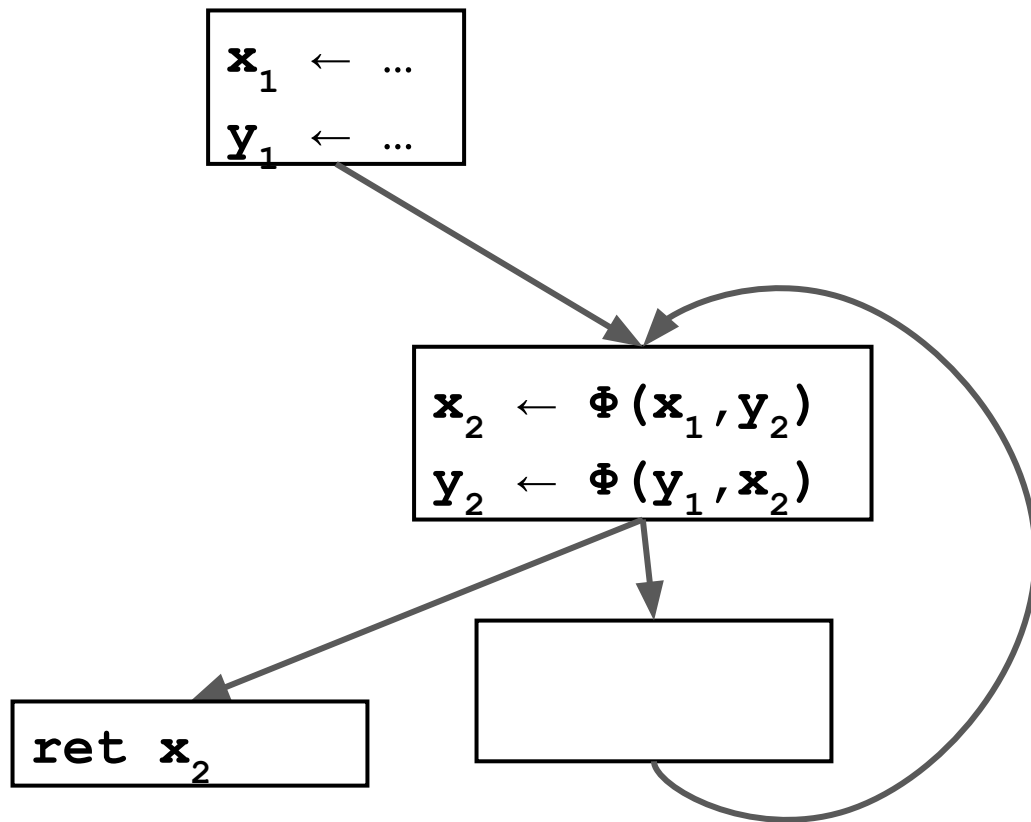 x₁ ← …
y₁ ← …
x₂ ← Φ(x₁,y₂)
y₂ ← Φ(y₁,x₂)
ret x₂